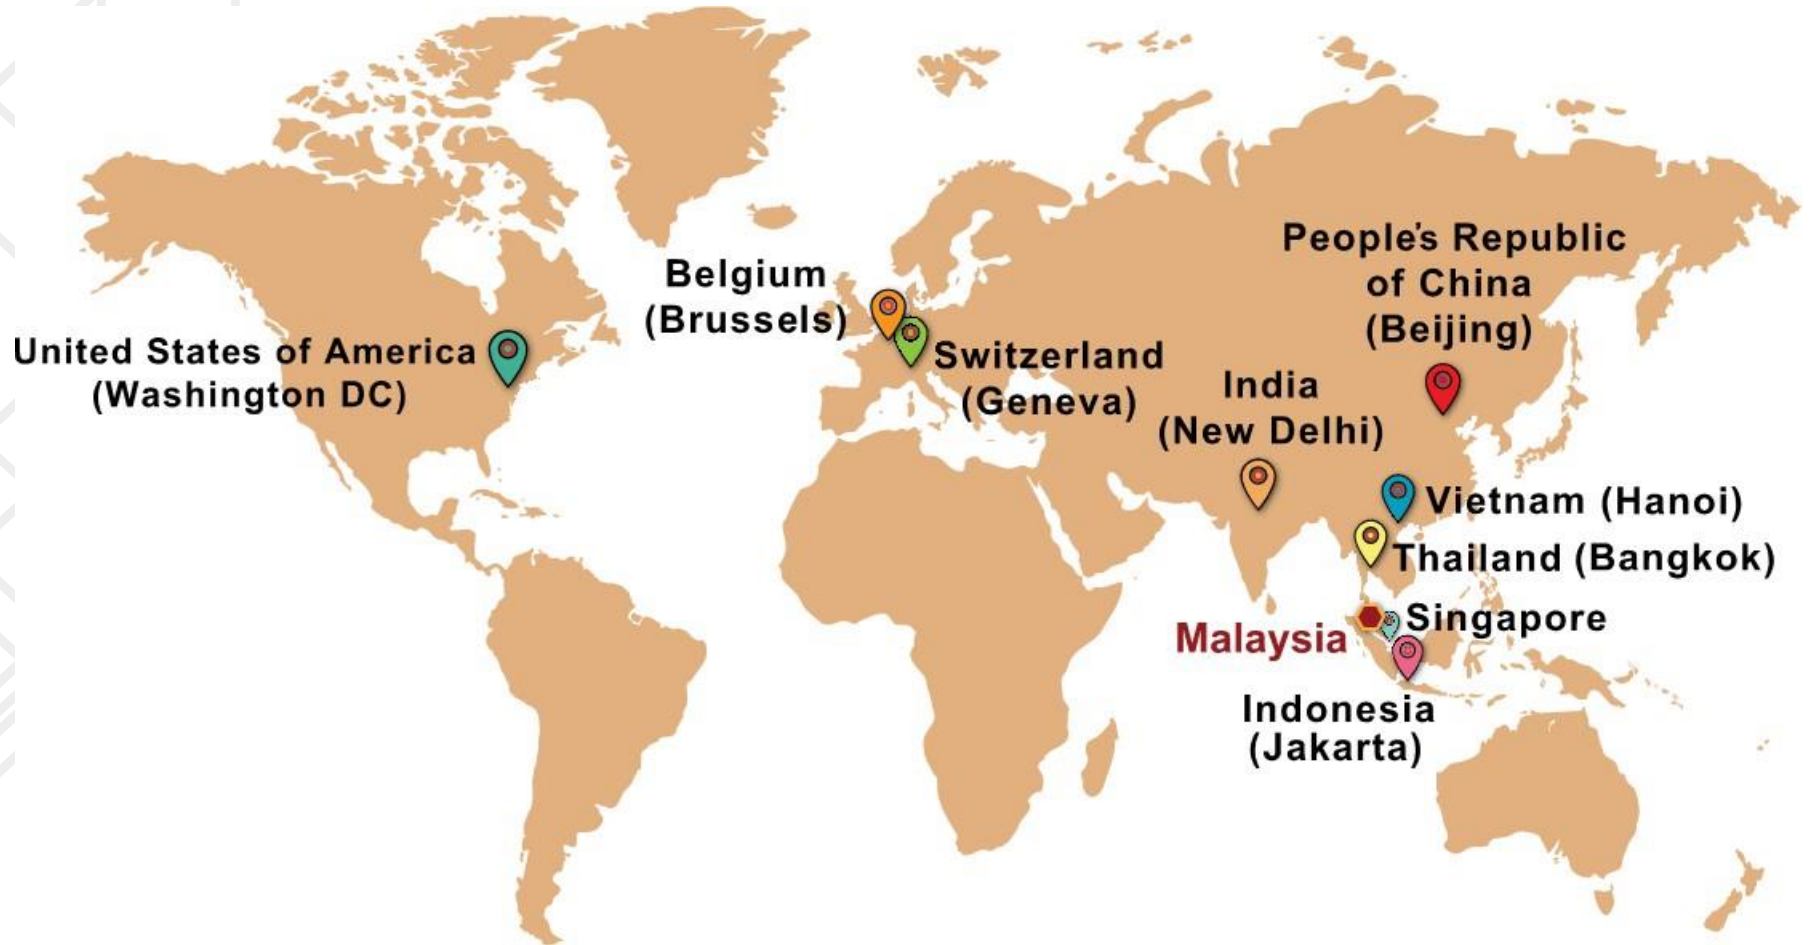 People's Republic
of China
(Beijing)
Belgium
(Brussels)
United States of America
(Washington DC)
Switzerland
(Geneva)
India
(New Delhi)
Vietnam (Hanoi)
Thailand (Bangkok)
Singapore
Malaysia
Indonesia
(Jakarta)